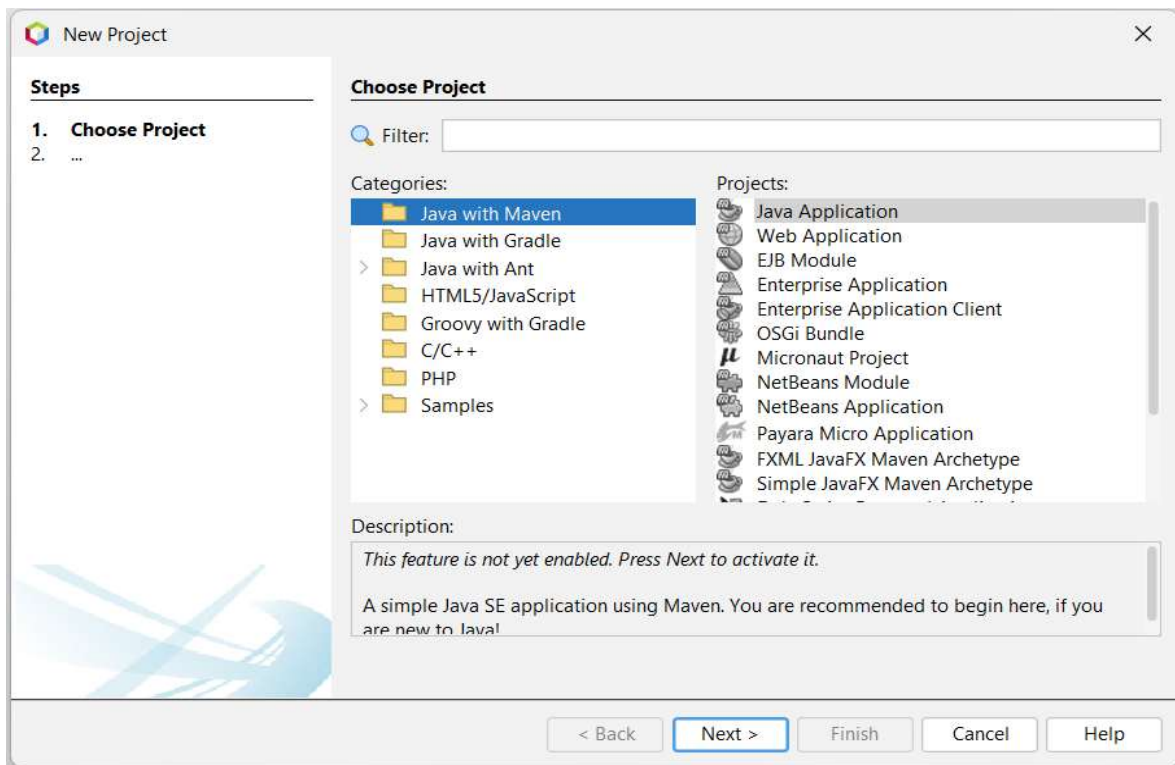 New Project
Steps
1. Choose Project
2. ...
Choose Project
Filter:
Categories:
Java with Maven
Java with Gradle
Java with Ant
HTML5/JavaScript
Groovy with Gradle
C/C++
PHP
Samples
Projects:
Java Application
Web Application
EJB Module
Enterprise Application
Enterprise Application Client
OSGi Bundle
Micronaut Project
NetBeans Module
NetBeans Application
Payara Micro Application
FXML JavaFX Maven Archetype
Simple JavaFX Maven Archetype
Description:
This feature is not yet enabled. Press Next to activate it.
A simple Java SE application using Maven. You are recommended to begin here, if you
are new to Java!
< Back
Next >
Finish
Cancel
Help